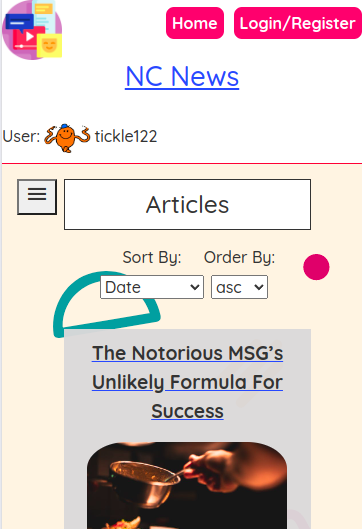 Home Login/Register
NC News
User: tickle122
Articles
Sort By: Order By:
Date asc
The Notorious MSG’s
Unlikely Formula For
Success